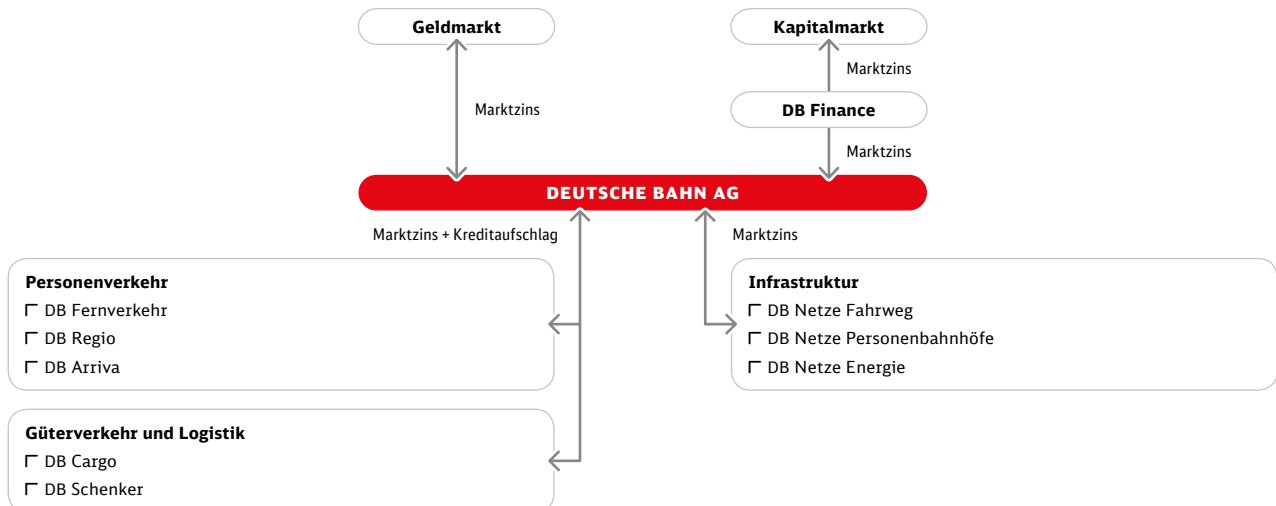 Geldmarkt
Kapitalmarkt
Marktzins
DB Finance
Marktzins
Marktzins
DEUTSCHE BAHN AG
Marktzins + Kreditaufschlag
Marktzins
Personenverkehr
DB Fernverkehr
DB Regio
DB Arriva
Infrastruktur
DB Netze Fahrweg
DB Netze Personenbahnhöfe
DB Netze Energie
Güterverkehr und Logistik
DB Cargo
DB Schenker